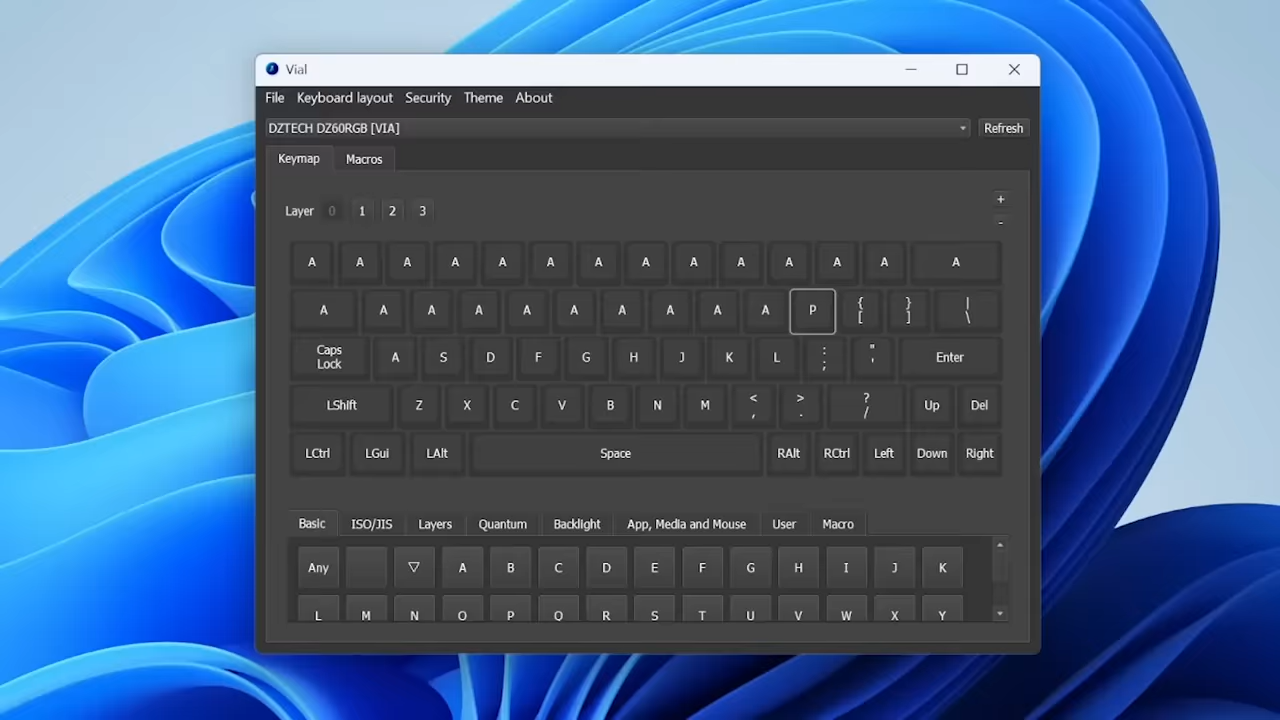 Vial
File Keyboard layout Security Theme About
DZTECH DZ60RGB [VIA] Refresh
Keymap Macros
Layer 0 1 2 3
+
-
A A A A A A A A A A A A A A
A A A A A A A A A A P { [ } ] | \
Caps Lock A S D F G H J K L : ; " ' Enter
LShift Z X C V B N M < , > . ? / Up Del
LCtrl LGui LAlt Space RAlt RCtrl Left Down Right
Basic ISO/JIS Layers Quantum Backlight App, Media and Mouse User Macro
Any ▽ A B C D E F G H I J K
L M N O P Q R S T U V W X Y